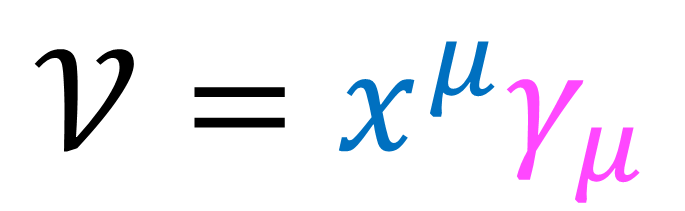 𝒱 = x^μ γ_μ